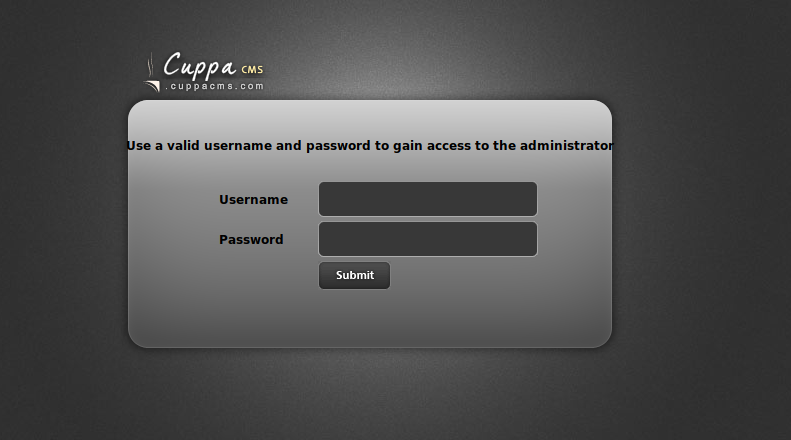 Cuppa CMS
.cuppacms.com
Use a valid username and password to gain access to the administrator
Username
Password
Submit